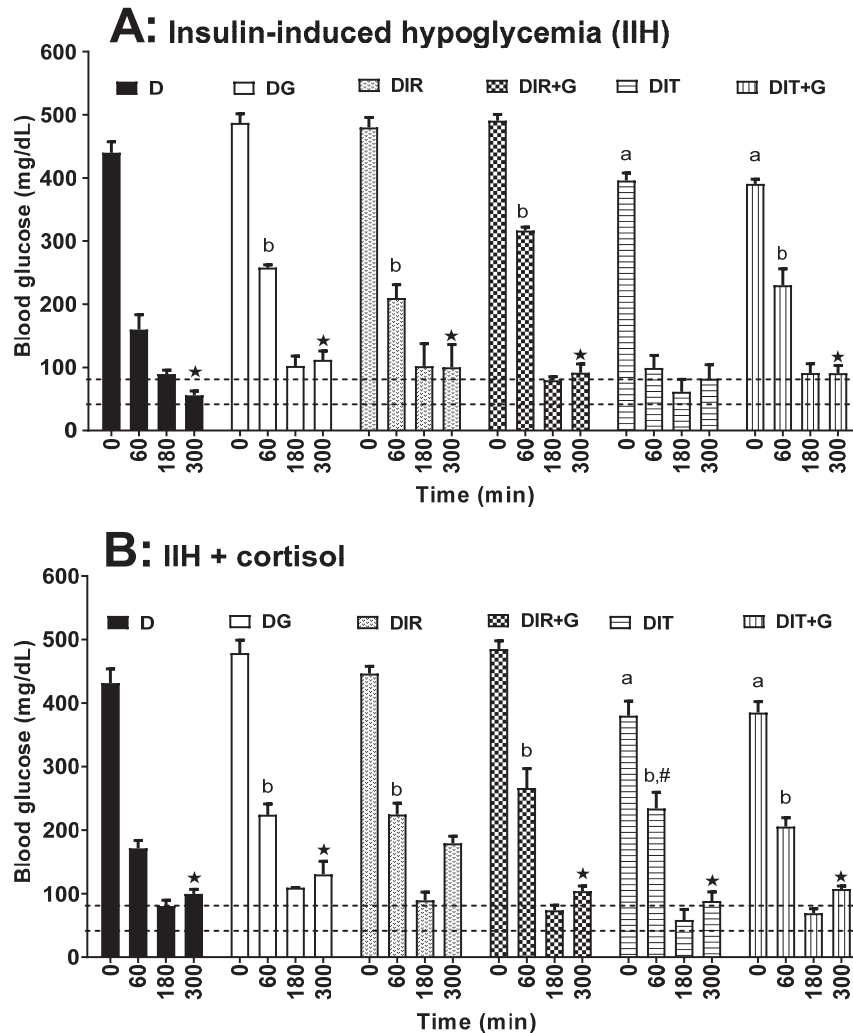 A: Insulin-induced hypoglycemia (IIH)
600
D DG DIR DIR+G DIT DIT+G
500
400
300
200
100
0
Blood glucose (mg/dL)
a a
b b b b
★ ★ ★ ★ ★
0 60 180 300 0 60 180 300 0 60 180 300 0 60 180 300 0 60 180 300 0 60 180 300
Time (min)
B: IIH + cortisol
600
D DG DIR DIR+G DIT DIT+G
500
400
300
200
100
0
Blood glucose (mg/dL)
a a
b b b b,# b
★ ★ ★ ★ ★
0 60 180 300 0 60 180 300 0 60 180 300 0 60 180 300 0 60 180 300 0 60 180 300
Time (min)